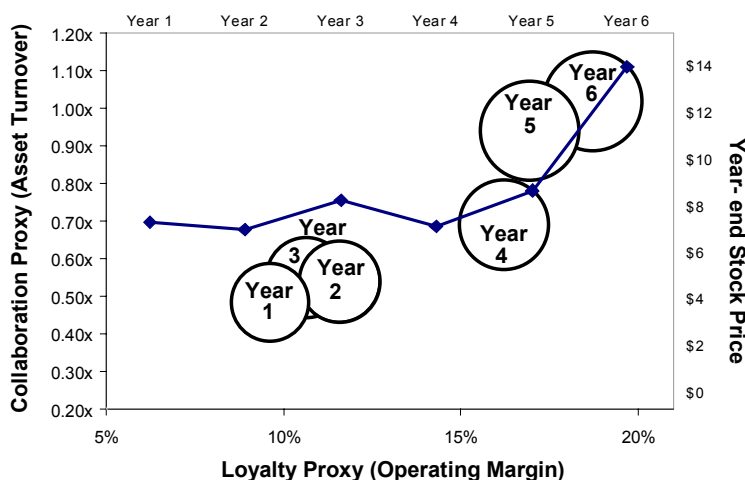 Year 1 Year 2 Year 3 Year 4 Year 5 Year 6
1.20x
1.10x
1.00x
0.90x
0.80x
0.70x
0.60x
0.50x
0.40x
0.30x
0.20x
Collaboration Proxy (Asset Turnover)
Year
6
Year
5
Year
4
Year
3
Year
2
Year
1
$14
$12
$10
$8
$6
$4
$2
$0
Year- end Stock Price
5% 10% 15% 20%
Loyalty Proxy (Operating Margin)